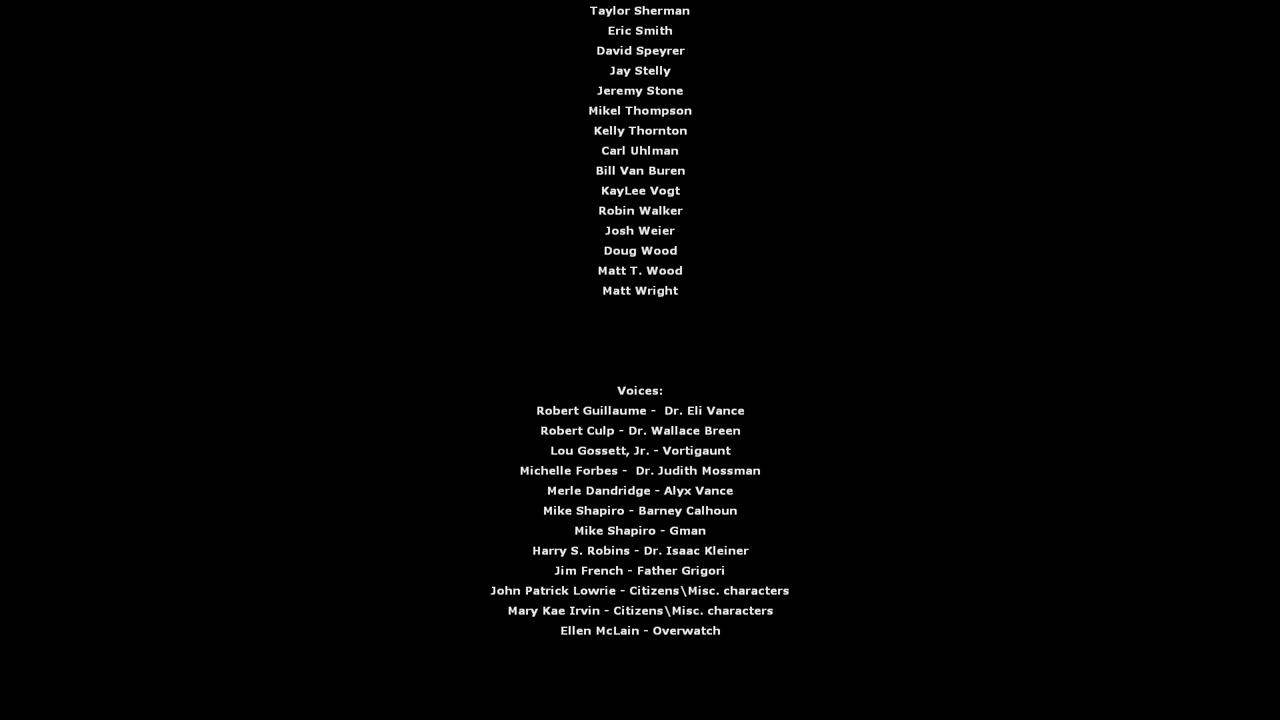 Taylor Sherman
Eric Smith
David Speyrer
Jay Stelly
Jeremy Stone
Mikel Thompson
Kelly Thornton
Carl Uhlman
Bill Van Buren
KayLee Vogt
Robin Walker
Josh Weier
Doug Wood
Matt T. Wood
Matt Wright
Voices:
Robert Guillaume -  Dr. Eli Vance
Robert Culp - Dr. Wallace Breen
Lou Gossett, Jr. - Vortigaunt
Michelle Forbes -  Dr. Judith Mossman
Merle Dandridge - Alyx Vance
Mike Shapiro - Barney Calhoun
Mike Shapiro - Gman
Harry S. Robins - Dr. Isaac Kleiner
Jim French - Father Grigori
John Patrick Lowrie - Citizens\Misc. characters
Mary Kae Irvin - Citizens\Misc. characters
Ellen McLain - Overwatch